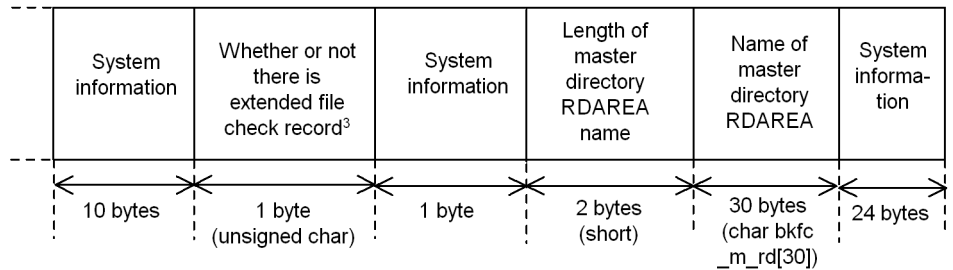 System
information
Whether or not
there is
extended file
check record3
System
information
Length of
master
directory
RDAREA
name
Name of
master
directory
RDAREA
System
informa-
tion
10 bytes
1 byte
(unsigned char)
1 byte
2 bytes
(short)
30 bytes
(char bkfc
_m_rd[30])
24 bytes